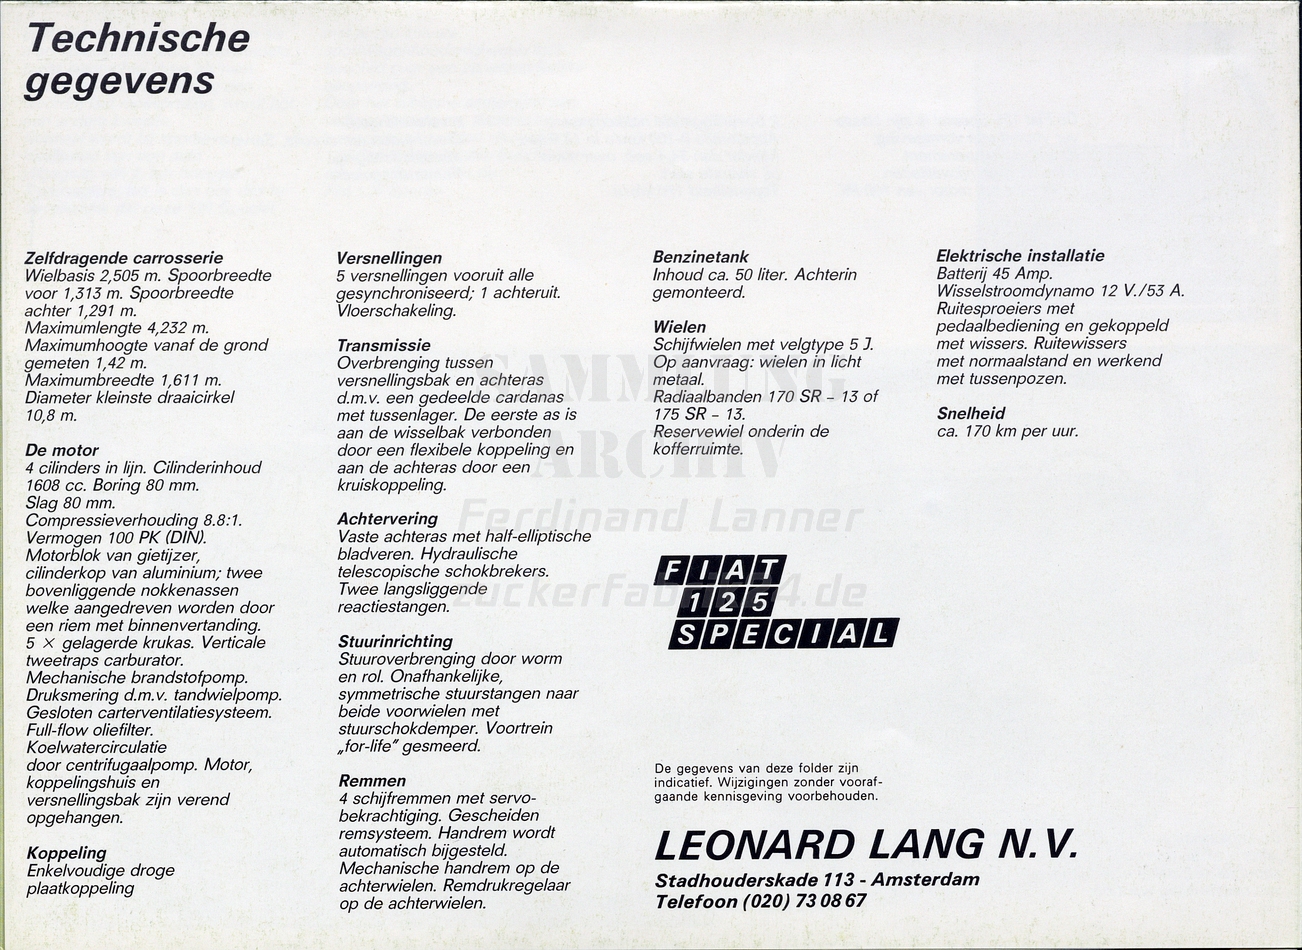 Technische
gegevens
Zelfdragende carrosserie
Wielbasis 2,505 m. Spoorbreedte
voor 1,313 m. Spoorbreedte
achter 1,291 m.
Maximumlengte 4,232 m.
Maximumhoogte vanaf de grond
gemeten 1,42 m.
Maximumbreedte 1,611 m.
Diameter kleinste draaicirkel
10,8 m.
De motor
4 cilinders in lijn. Cilinderinhoud
1608 cc. Boring 80 mm.
Slag 80 mm.
Compressieverhouding 8.8:1.
Vermogen 100 PK (DIN).
Motorblok van gietijzer,
cilinderkop van aluminium; twee
bovenliggende nokkenassen
welke aangedreven worden door
een riem met binnenvertanding.
5 × gelagerde krukas. Verticale
tweetraps carburator.
Mechanische brandstofpomp.
Druksmering d.m.v. tandwielpomp.
Gesloten carterventilatiesysteem.
Full-flow oliefilter.
Koelwatercirculatie
door centrifugaalpomp. Motor,
koppelingshuis en
versnellingsbak zijn verend
opgehangen.
Koppeling
Enkelvoudige droge
plaatkoppeling
Versnellingen
5 versnellingen vooruit alle
gesynchroniseerd; 1 achteruit.
Vloerschakeling.
Transmissie
Overbrenging tussen
versnellingsbak en achteras
d.m.v. een gedeelde cardanas
met tussenlager. De eerste as is
aan de wisselbak verbonden
door een flexibele koppeling en
aan de achteras door een
kruiskoppeling.
Achtervering
Vaste achteras met half-elliptische
bladveren. Hydraulische
telescopische schokbrekers.
Twee langsliggende
reactiestangen.
Stuurinrichting
Stuuroverbrenging door worm
en rol. Onafhankelijke,
symmetrische stuurstangen naar
beide voorwielen met
stuurschokdemper. Voortrein
„for-life” gesmeerd.
Remmen
4 schijfremmen met servo-
bekrachtiging. Gescheiden
remsysteem. Handrem wordt
automatisch bijgesteld.
Mechanische handrem op de
achterwielen. Remdrukregelaar
op de achterwielen.
Benzinetank
Inhoud ca. 50 liter. Achterin
gemonteerd.
Wielen
Schijfwielen met velgtype 5 J.
Op aanvraag: wielen in licht
metaal.
Radiaalbanden 170 SR – 13 of
175 SR – 13.
Reservewiel onderin de
kofferruimte.
Elektrische installatie
Batterij 45 Amp.
Wisselstroomdynamo 12 V./53 A.
Ruitesproeiers met
pedaalbediening en gekoppeld
met wissers. Ruitewissers
met normaalstand en werkend
met tussenpozen.
Snelheid
ca. 170 km per uur.
SAMMLUNG
ARCHIV
Ferdinand Lanner
zuckerfabrik24.de
FIAT
125
SPECIAL
De gegevens van deze folder zijn
indicatief. Wijzigingen zonder vooraf-
gaande kennisgeving voorbehouden.
LEONARD LANG N.V.
Stadhouderskade 113 - Amsterdam
Telefoon (020) 73 08 67